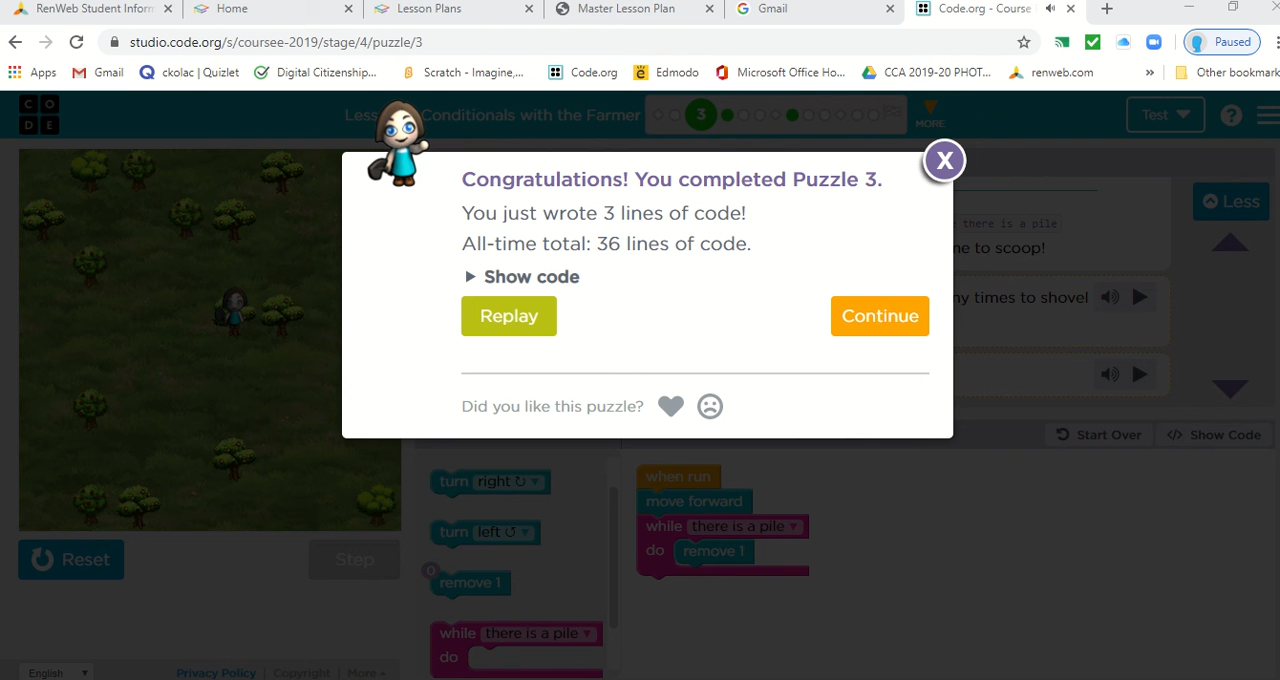 RenWeb Student Inform
Home
Lesson Plans
Master Lesson Plan
Gmail
Code.org - Course
studio.code.org/s/coursee-2019/stage/4/puzzle/3
Paused
Apps
Gmail
ckolac | Quizlet
Digital Citizenship...
Scratch - Imagine,...
Code.org
Edmodo
Microsoft Office Ho...
CCA 2019-20 PHOT...
renweb.com
»
Other bookmark
C O
D E
Less
Conditionals with the Farmer
3
MORE
Test
?
X
Congratulations! You completed Puzzle 3.
You just wrote 3 lines of code!
All-time total: 36 lines of code.
Show code
Replay
Continue
Did you like this puzzle?
there is a pile
me to scoop!
Less
ny times to shovel
Start Over
</> Show Code
turn right
turn left
0
remove 1
while there is a pile
do
when run
move forward
while there is a pile
do remove 1
Reset
Step
English
Privacy Policy | Copyright | More